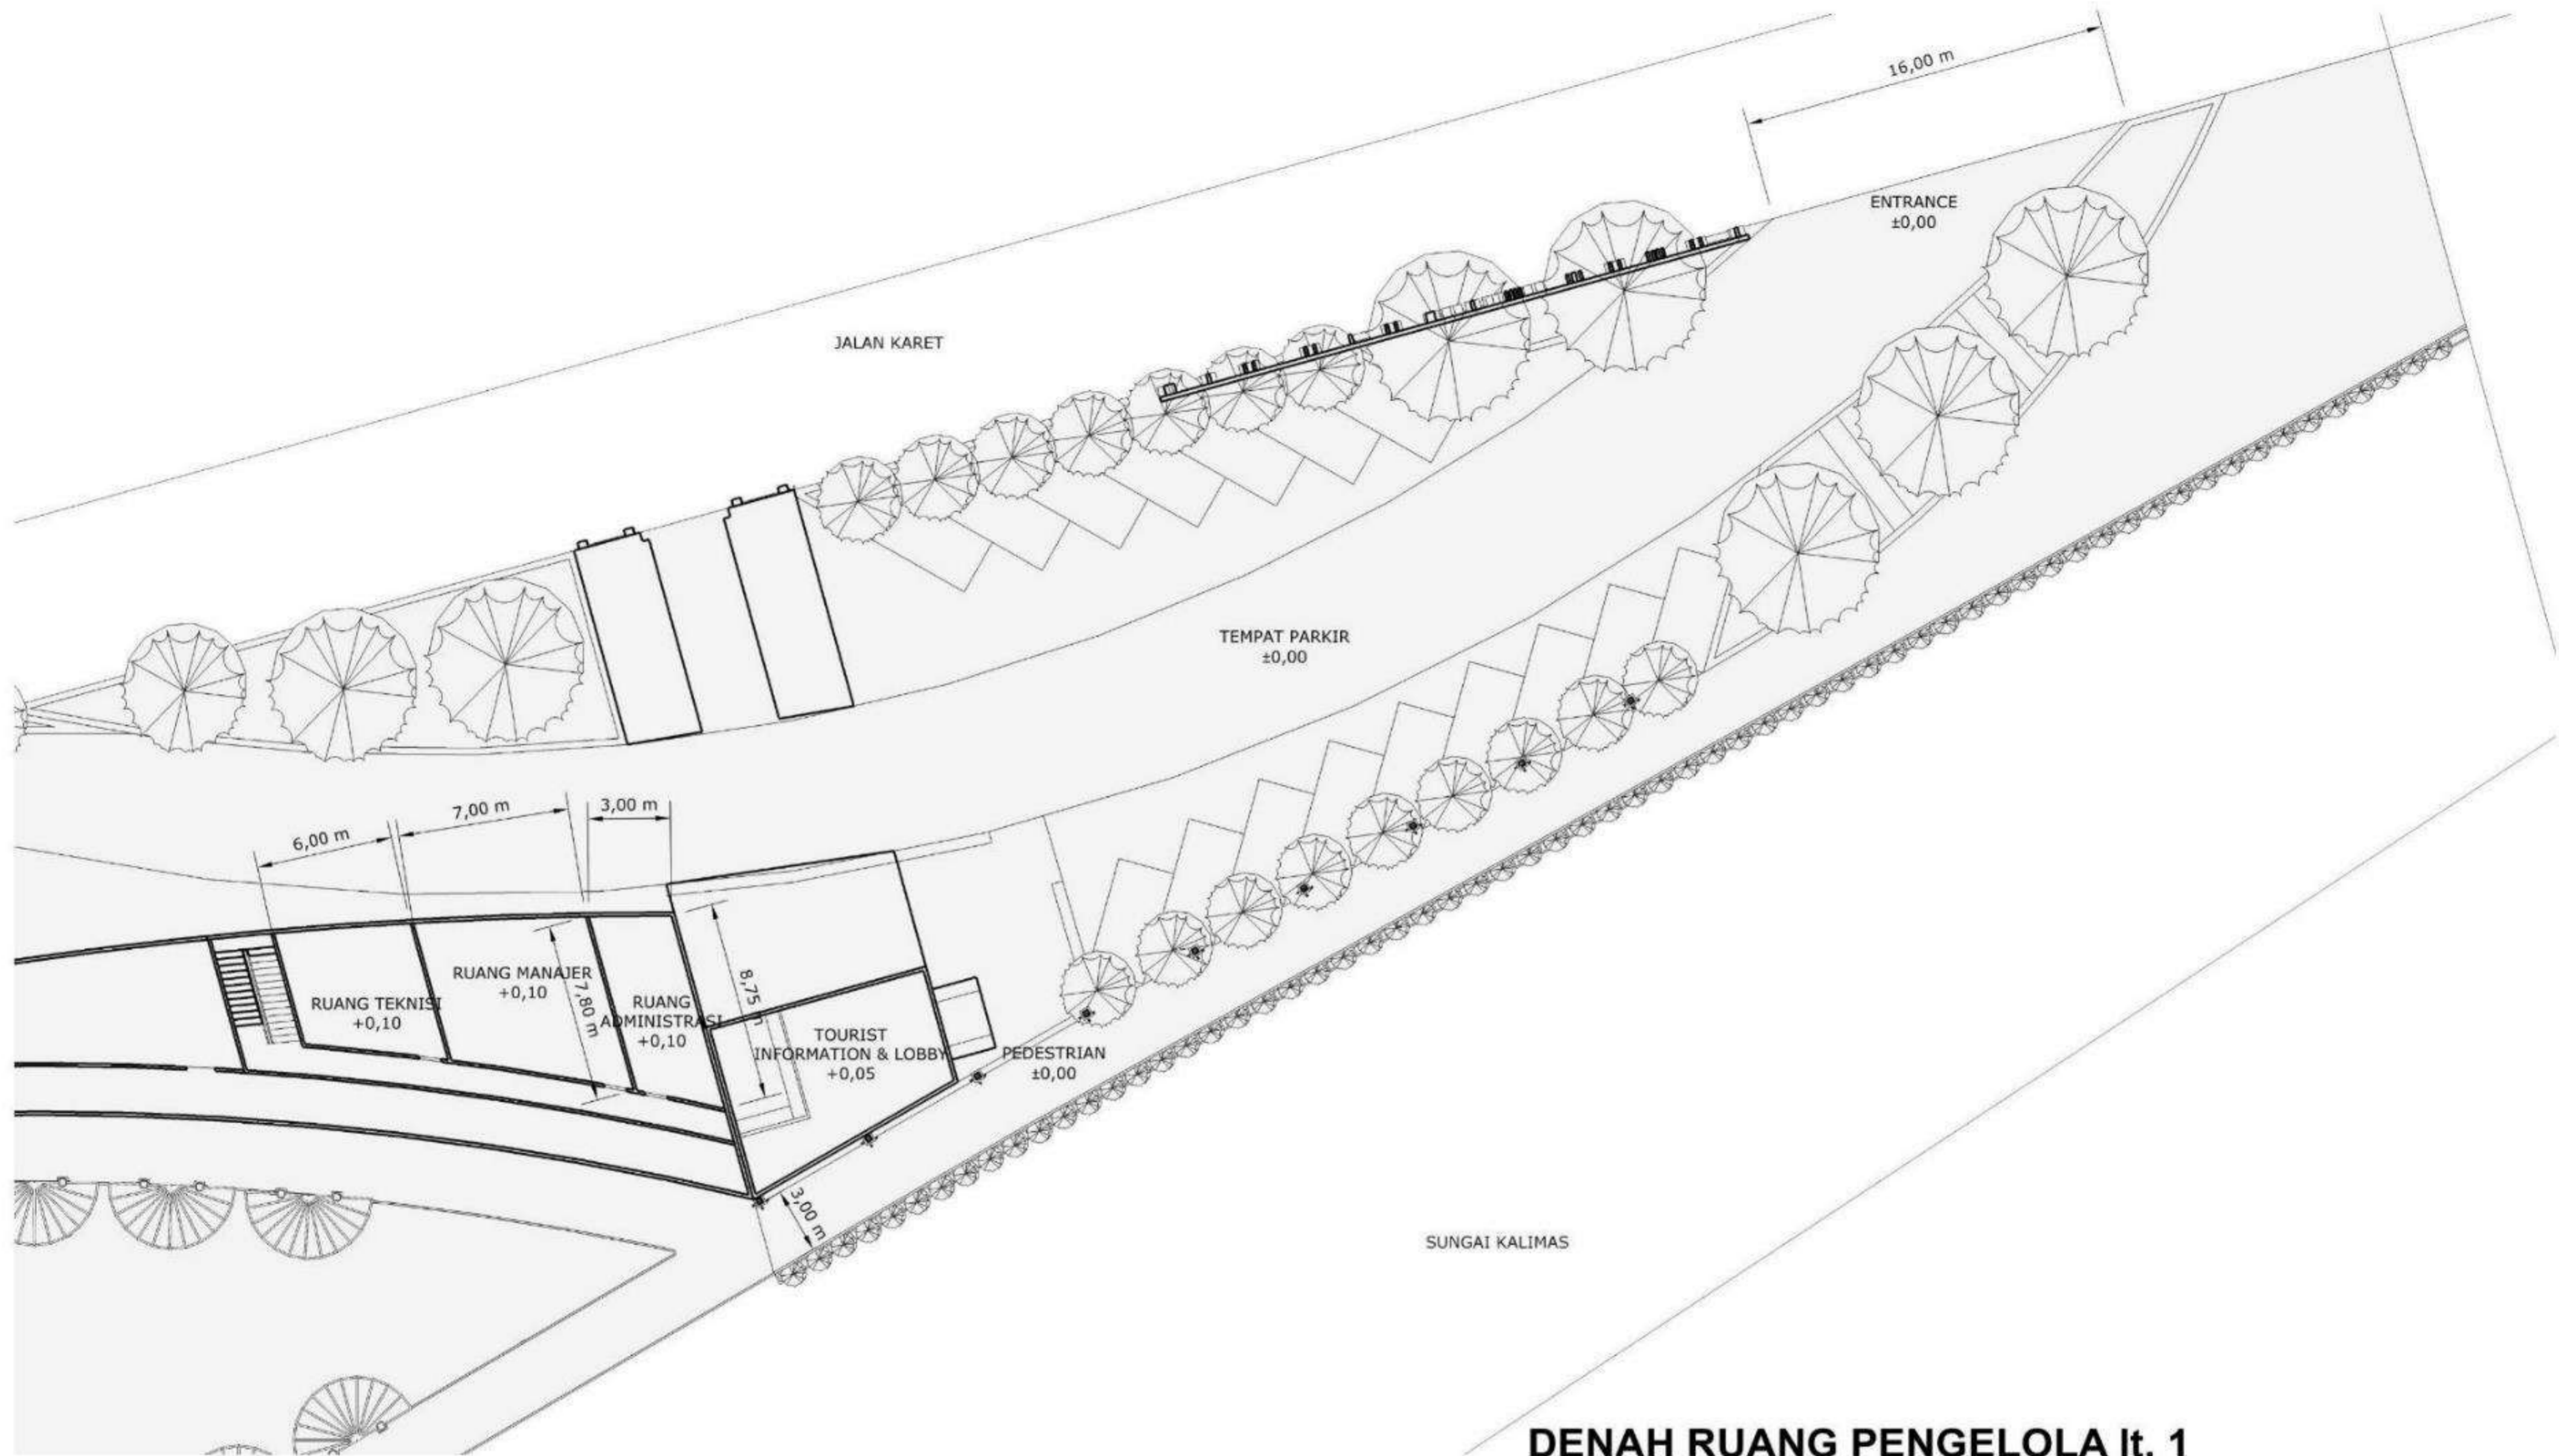 16,00 m
ENTRANCE
±0,00
JALAN KARET
TEMPAT PARKIR
±0,00
6,00 m
7,00 m
3,00 m
RUANG TEKNISI
+0,10
RUANG MANAJER
+0,10
7,80 m
RUANG
ADMINISTRASI
+0,10
8,75 m
TOURIST
INFORMATION & LOBBY
+0,05
PEDESTRIAN
±0,00
3,00 m
SUNGAI KALIMAS
DENAH RUANG PENGELOLA lt. 1